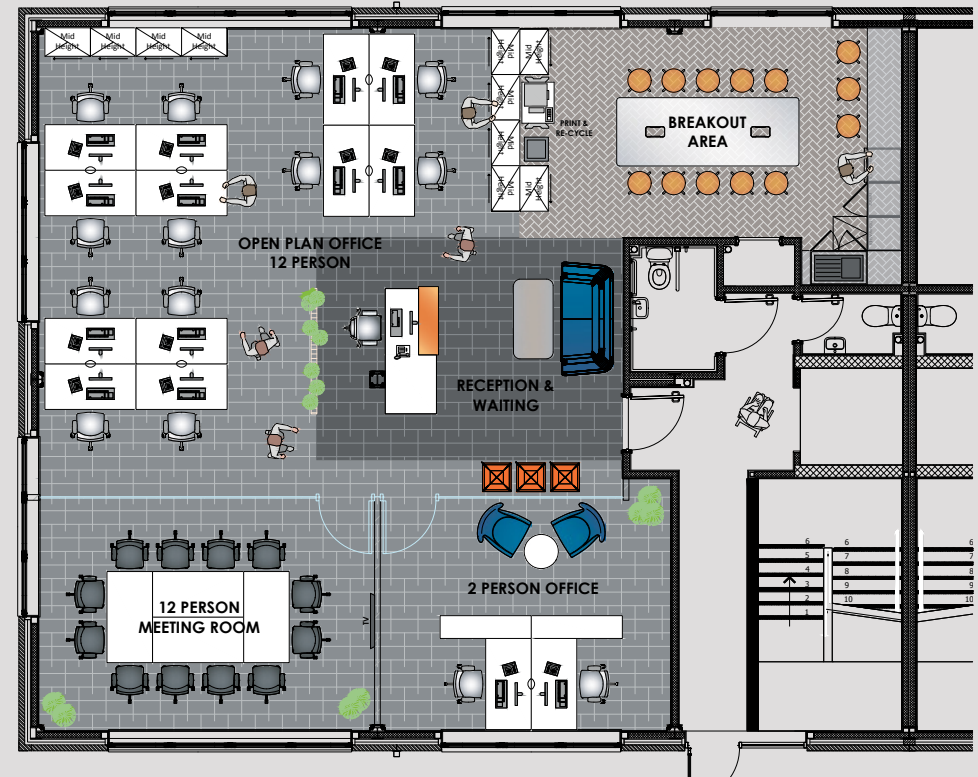 Mid
Height
Mid
Height
Mid
Height
Mid
Height
Mid
Height
Mid
Height
Mid
Height
Mid
Height
Mid
Height
Mid
Height
PRINT &
RE-CYCLE
BREAKOUT
AREA
OPEN PLAN OFFICE
12 PERSON
RECEPTION &
WAITING
2 PERSON OFFICE
12 PERSON
MEETING ROOM
TV
6 6 6
5 7 7
4 8 8
3 9 9
2 10 10
1